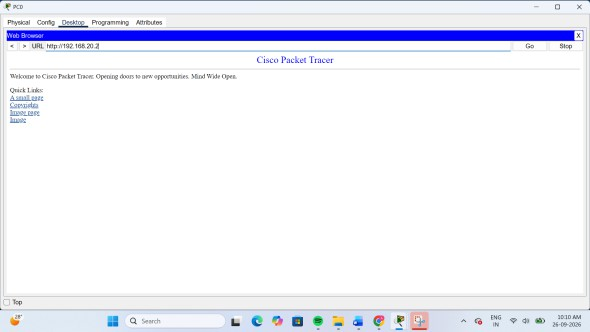 PC0
Physical Config Desktop Programming Attributes
Web Browser X
< > URL http://192.168.20.2 Go Stop
Cisco Packet Tracer
Welcome to Cisco Packet Tracer. Opening doors to new opportunities. Mind Wide Open.
Quick Links:
A small page
Copyrights
Image page
Image
Top
28°
Search
ENG
IN
10:10 AM
26-09-2026